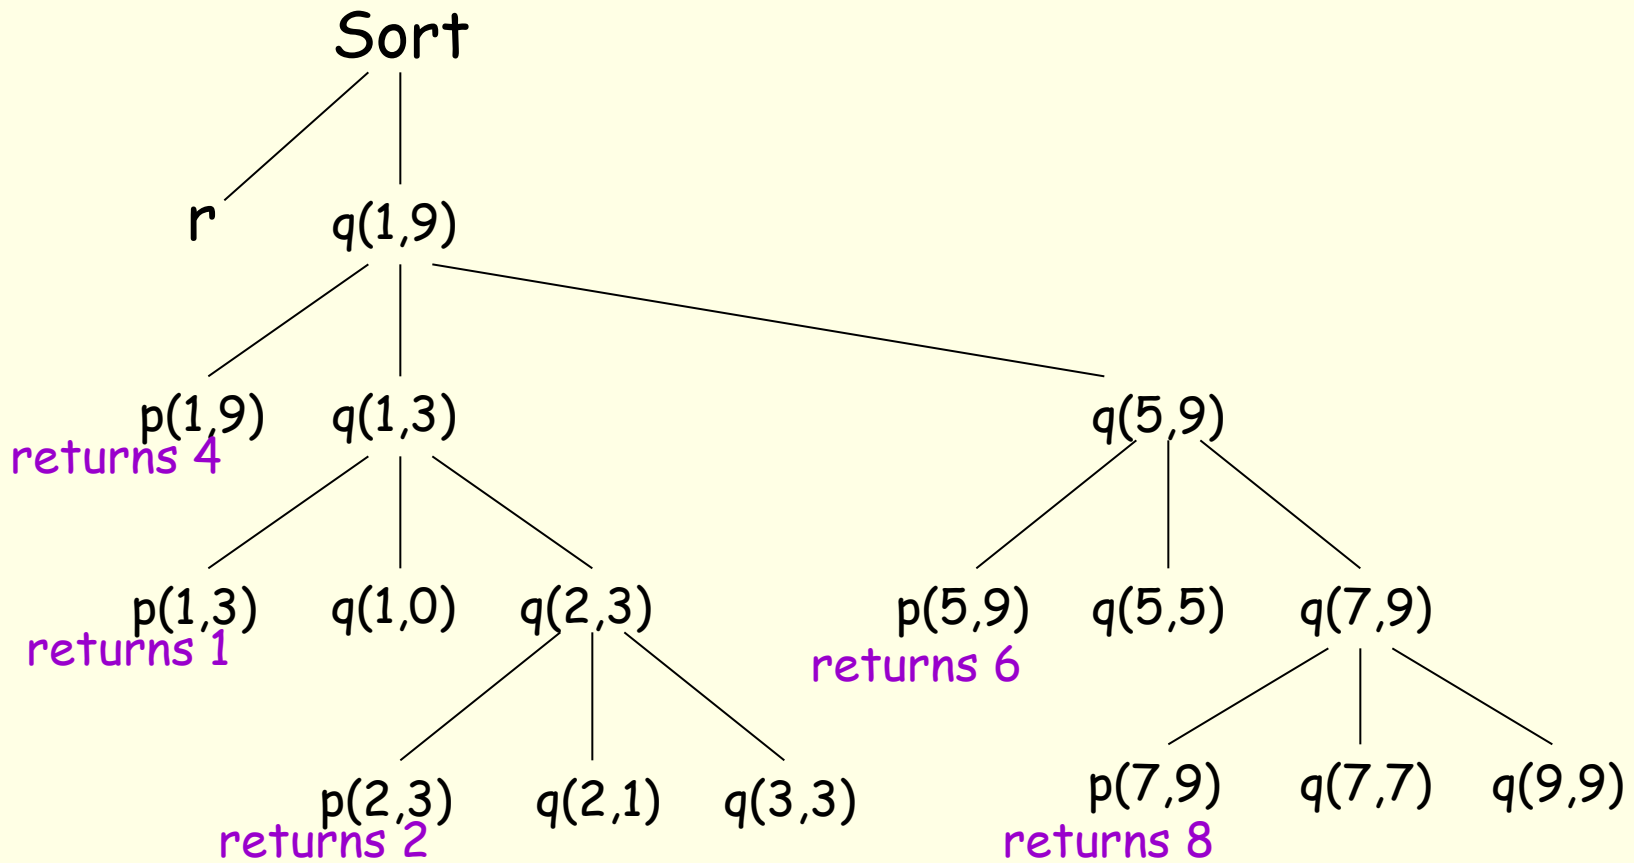 Sort
r q(1,9)
p(1,9) q(1,3) q(5,9)
returns 4
p(1,3) q(1,0) q(2,3) p(5,9) q(5,5) q(7,9)
returns 1 returns 6
p(2,3) q(2,1) q(3,3) p(7,9) q(7,7) q(9,9)
returns 2 returns 8